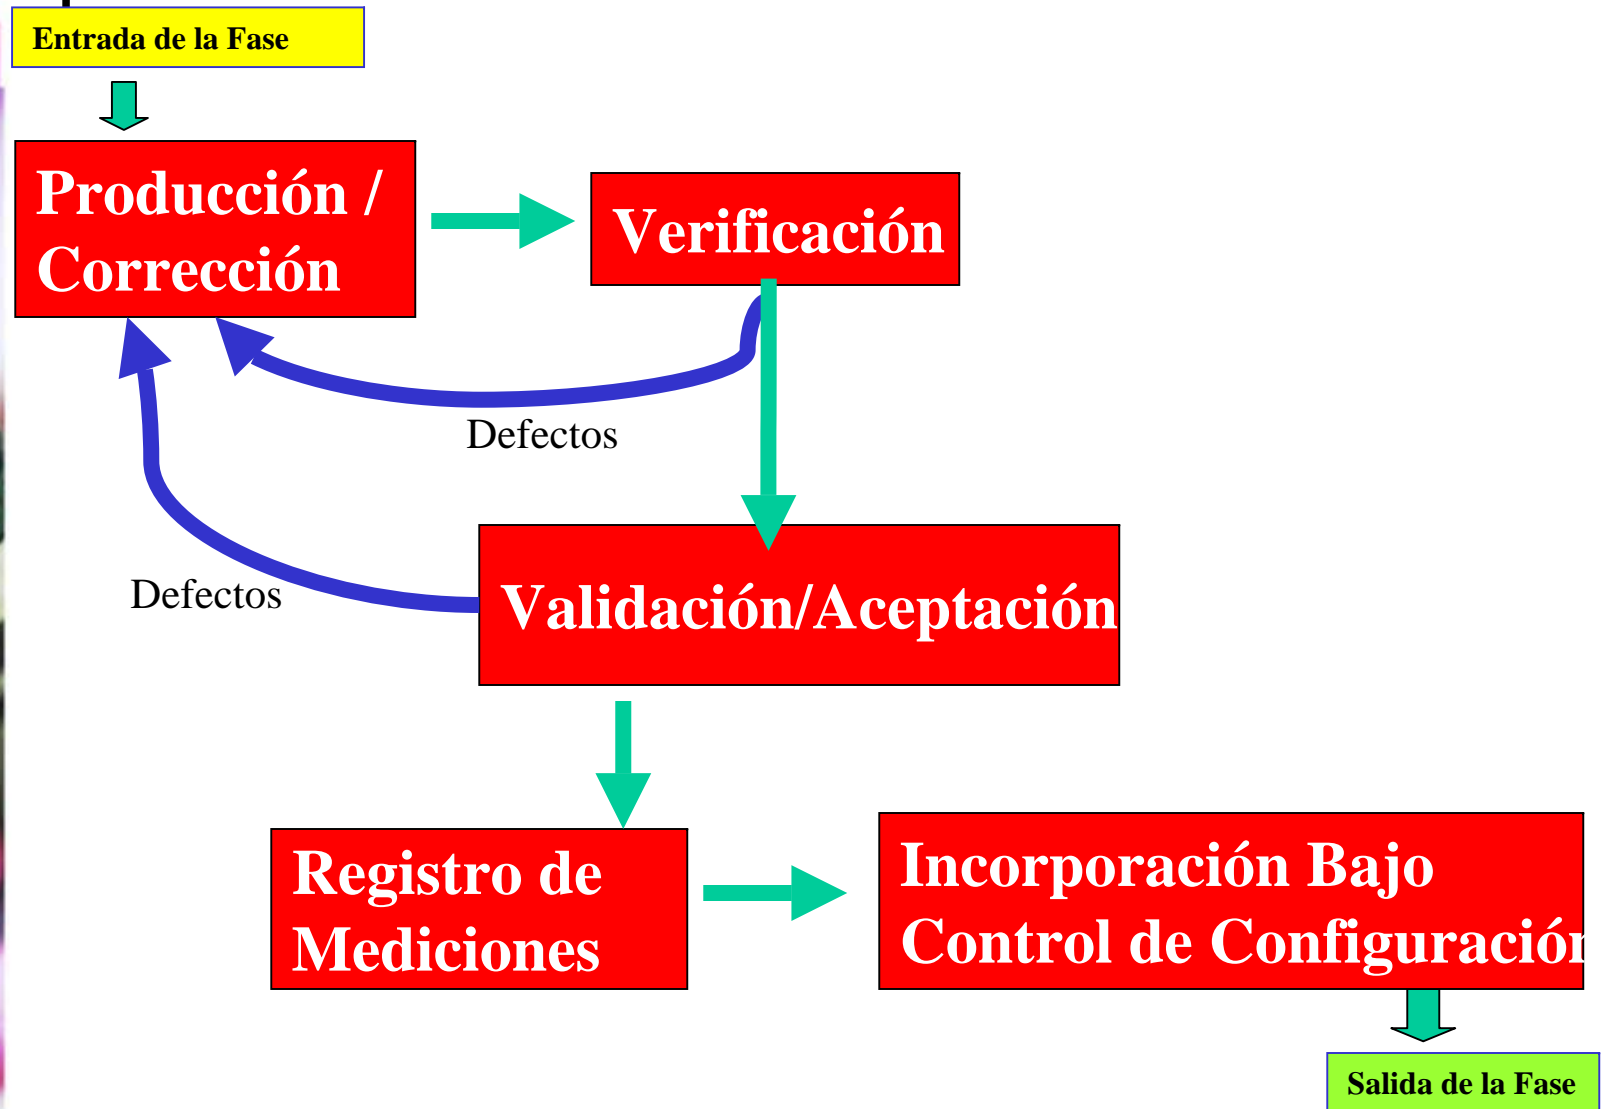 Entrada de la Fase
Producción /
Corrección
Verificación
Defectos
Defectos
Validación/Aceptación
Registro de
Mediciones
Incorporación Bajo
Control de Configuración
Salida de la Fase